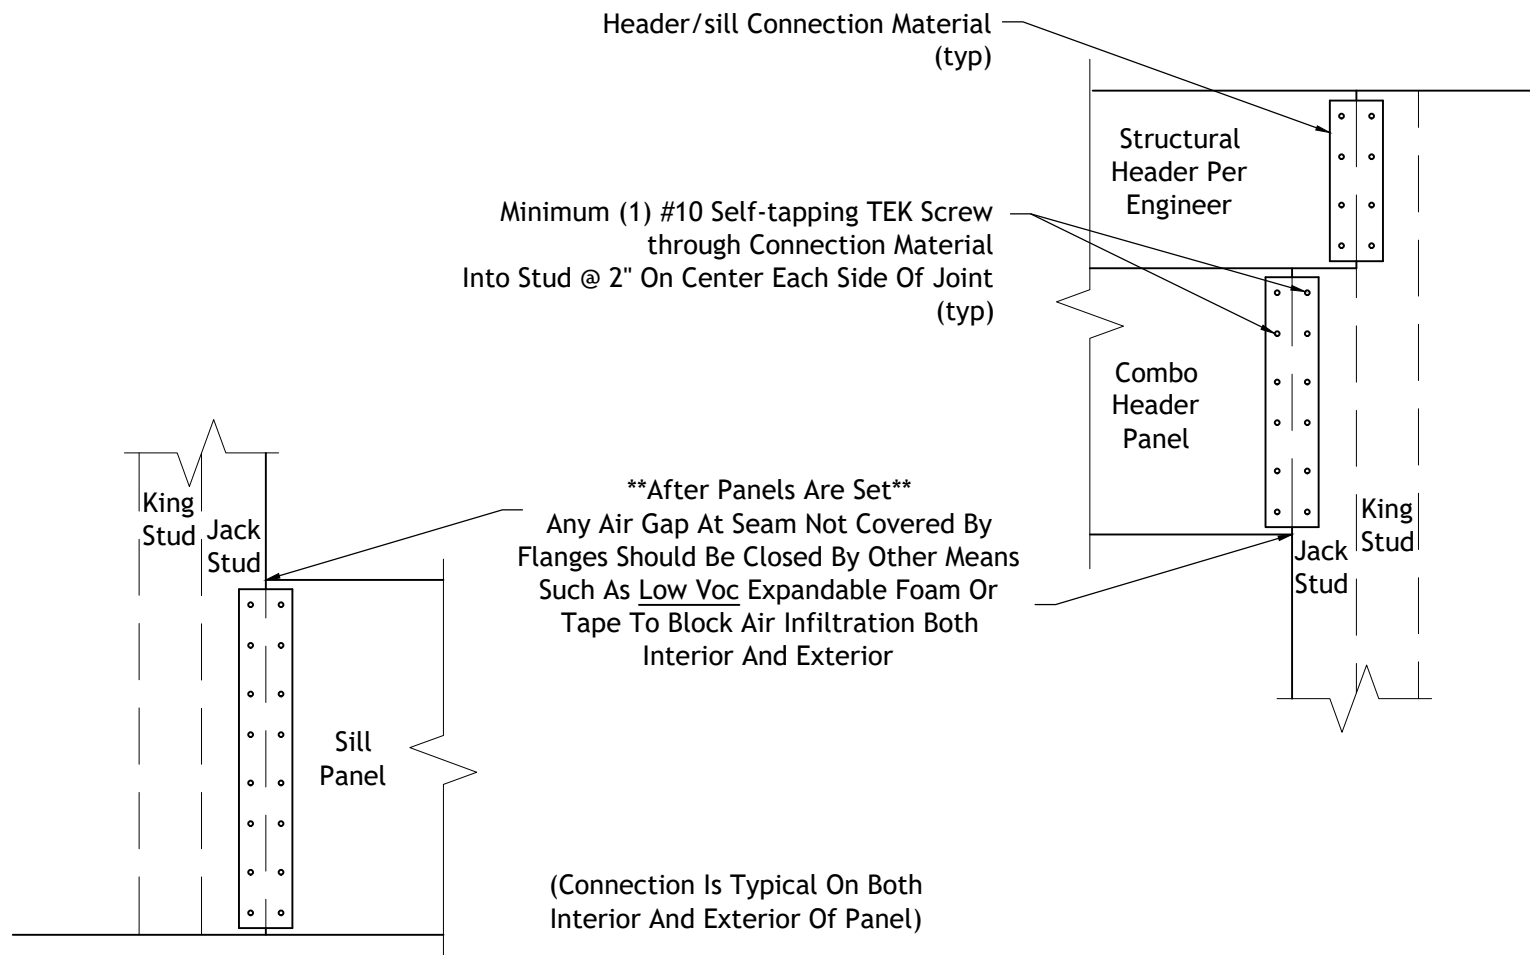 Header/sill Connection Material
(typ)
Structural
Header Per
Engineer
Minimum (1) #10 Self-tapping TEK Screw
through Connection Material
Into Stud @ 2" On Center Each Side Of Joint
(typ)
Combo
Header
Panel
King
Stud
Jack
Stud
**After Panels Are Set**
Any Air Gap At Seam Not Covered By
Flanges Should Be Closed By Other Means
Such As Low Voc Expandable Foam Or
Tape To Block Air Infiltration Both
Interior And Exterior
King
Stud
Jack
Stud
Sill
Panel
(Connection Is Typical On Both
Interior And Exterior Of Panel)